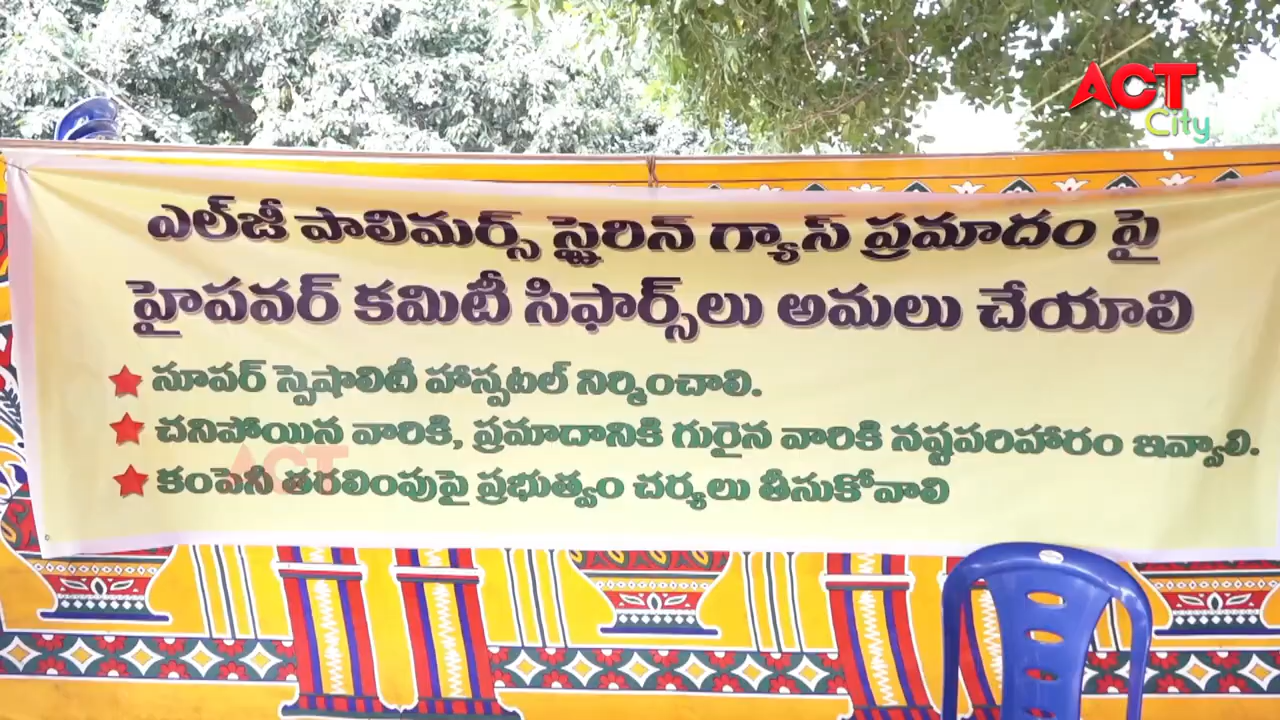 ACT
City
ఎల్‌జీ పాలిమర్స్ స్టైరిన్ గ్యాస్ ప్రమాదం పై
హైపవర్ కమిటీ సిఫార్స్‌లు అమలు చేయాలి
సూపర్ స్పెషాలిటీ హాస్పటల్ నిర్మించాలి.
చనిపోయిన వారికి, ప్రమాదానికి గురైన వారికి నష్టపరిహారం ఇవ్వాలి.
కంపెనీ తరలింపుపై ప్రభుత్వం చర్యలు తీసుకోవాలి
ACT